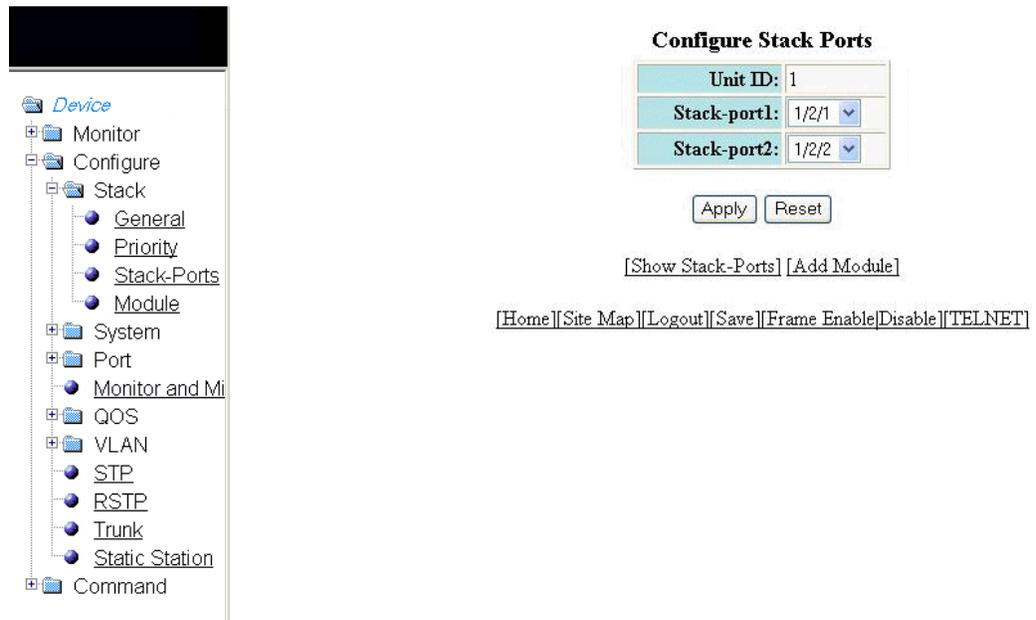 Device
Monitor
Configure
Stack
General
Priority
Stack-Ports
Module
System
Port
Monitor and Mi
QOS
VLAN
STP
RSTP
Trunk
Static Station
Command
Configure Stack Ports
Unit ID: 1
Stack-port1: 1/2/1
Stack-port2: 1/2/2
Apply Reset
[Show Stack-Ports] [Add Module]
[Home][Site Map][Logout][Save][Frame Enable|Disable][TELNET]